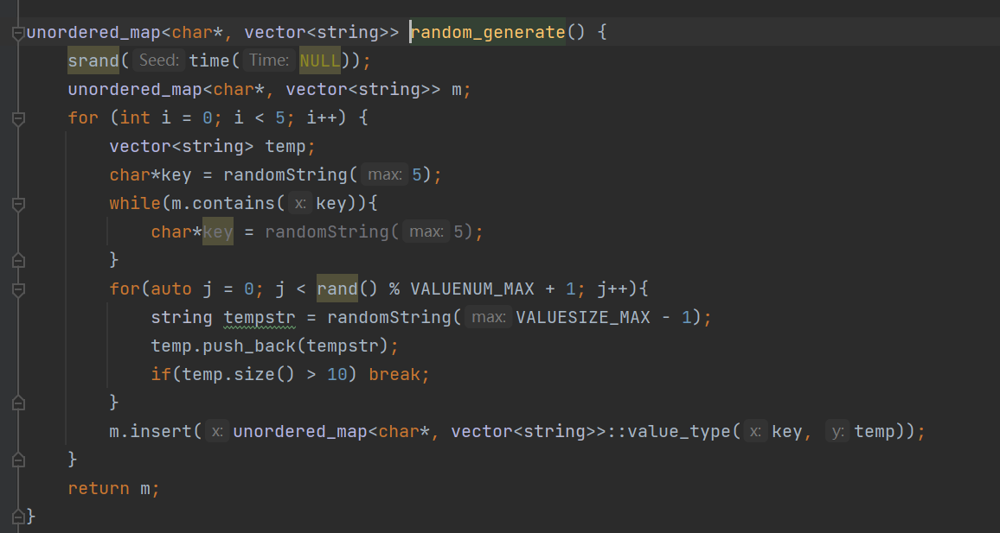 unordered_map<char*, vector<string>> random_generate() {
srand( Seed: time( Time: NULL));
unordered_map<char*, vector<string>> m;
for (int i = 0; i < 5; i++) {
vector<string> temp;
char*key = randomString( max: 5);
while(m.contains( x: key)){
char*key = randomString( max: 5);
}
for(auto j = 0; j < rand() % VALUENUM_MAX + 1; j++){
string tempstr = randomString( max: VALUESIZE_MAX - 1);
temp.push_back(tempstr);
if(temp.size() > 10) break;
}
m.insert( x: unordered_map<char*, vector<string>>::value_type( x: key, y: temp));
}
return m;
}